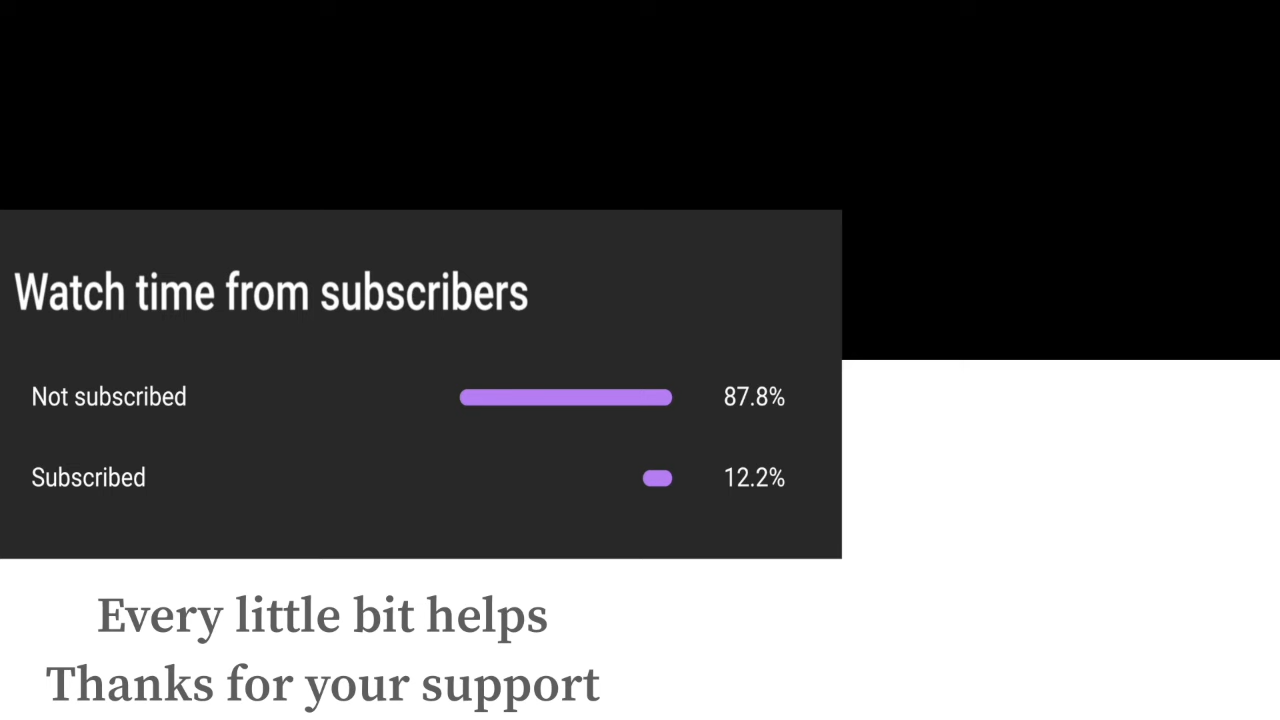 Watch time from subscribers
Not subscribed 87.8%
Subscribed 12.2%
Every little bit helps
Thanks for your support